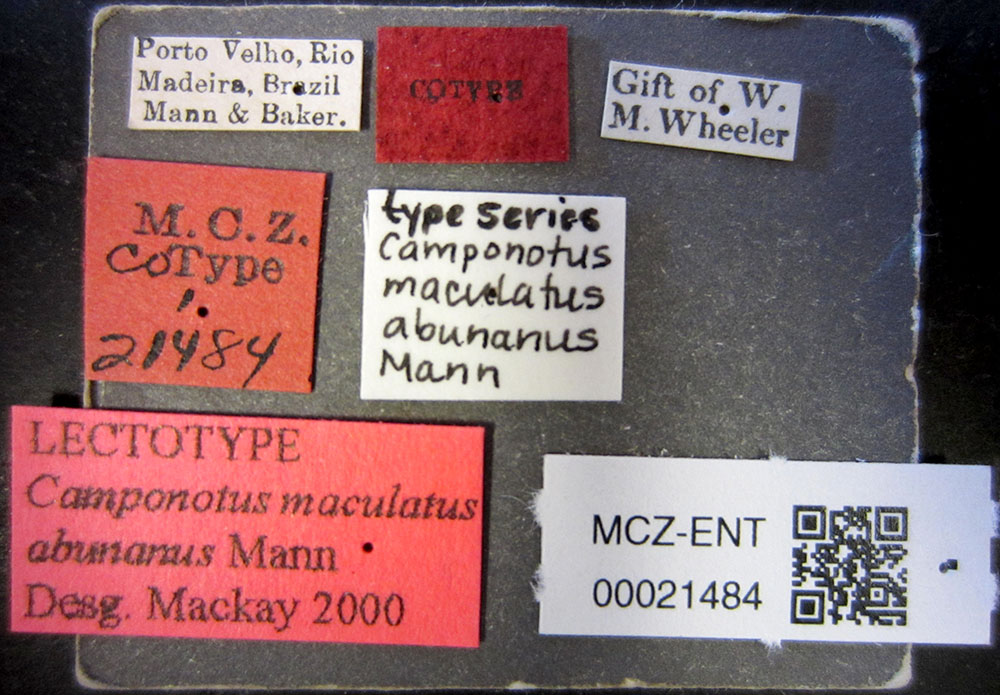 Porto Velho, Rio
Madeira, Brazil
Mann & Baker.
COTYPE
Gift of W.
M. Wheeler
M. C. Z.
CoType
1.
21484
type series
Camponotus
maculatus
abunanus
Mann
LECTOTYPE
Camponotus maculatus
abunanus Mann
Desg. Mackay 2000
MCZ-ENT
00021484